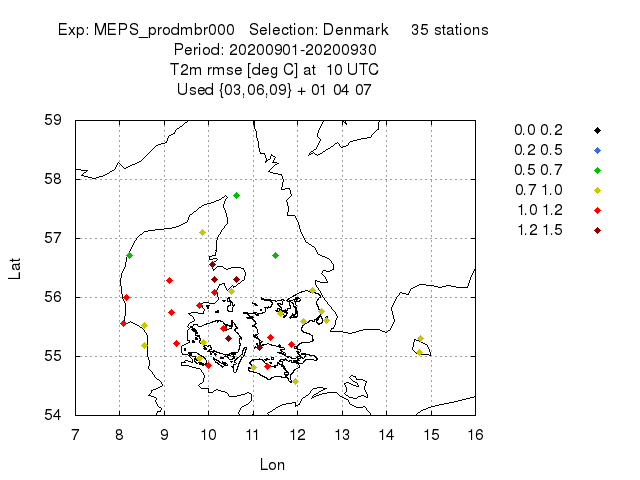 Exp: MEPS_prodmbr000 Selection: Denmark 35 stations
Period: 20200901-20200930
T2m rmse [deg C] at 10 UTC
Used {03,06,09} + 01 04 07
59
58
57
56
55
54
Lat
7 8 9 10 11 12 13 14 15 16
Lon
0.0 0.2
0.2 0.5
0.5 0.7
0.7 1.0
1.0 1.2
1.2 1.5